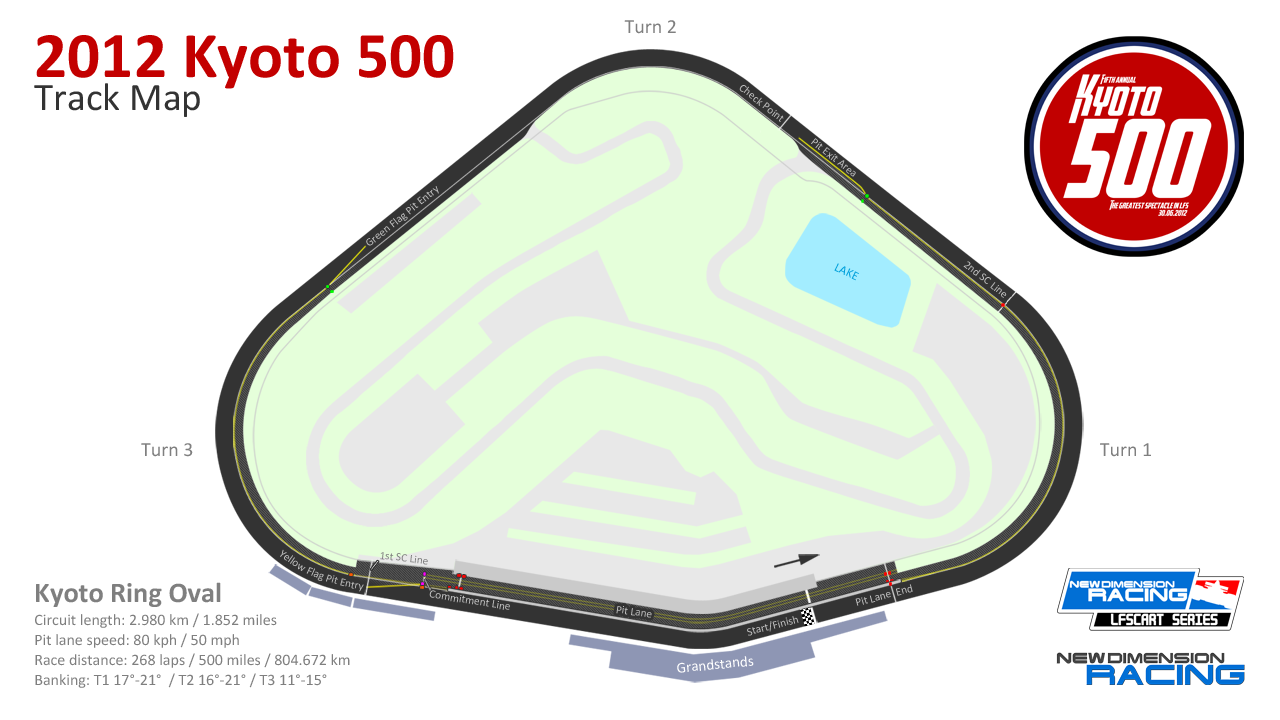 2012 Kyoto 500
Track Map
Turn 2
FIFTH ANNUAL
KYOTO
500
THE GREATEST SPECTACLE IN LFS
30.06.2012
Check Point
Pit Exit Area
Green Flag Pit Entry
LAKE
2nd SC Line
Turn 3
Turn 1
1st SC Line
Yellow Flag Pit Entry
Commitment Line
Pit Lane
Start/Finish
Pit Lane End
Grandstands
Kyoto Ring Oval
Circuit length: 2.980 km / 1.852 miles
Pit lane speed: 80 kph / 50 mph
Race distance: 268 laps / 500 miles / 804.672 km
Banking: T1 17°-21° / T2 16°-21° / T3 11°-15°
NEW DIMENSION
RACING
LFSCART SERIES
NEW DIMENSION
RACING